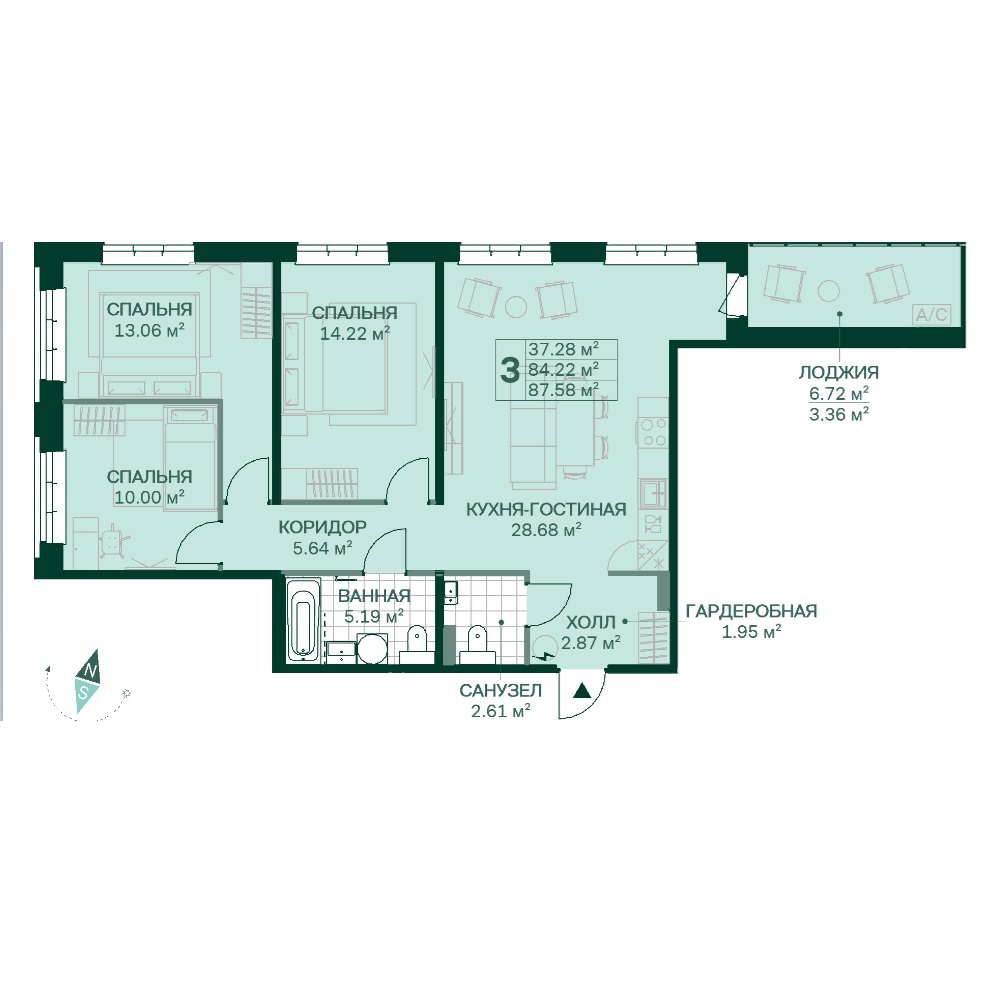 СПАЛЬНЯ
13.06 м²
СПАЛЬНЯ
14.22 м²
3
37.28 м²
84.22 м²
87.58 м²
A/C
ЛОДЖИЯ
6.72 м²
3.36 м²
СПАЛЬНЯ
10.00 м²
КОРИДОР
5.64 м²
КУХНЯ-ГОСТИНАЯ
28.68 м²
ВАННАЯ
5.19 м²
ХОЛЛ
2.87 м²
ГАРДЕРОБНАЯ
1.95 м²
САНУЗЕЛ
2.61 м²
N
S